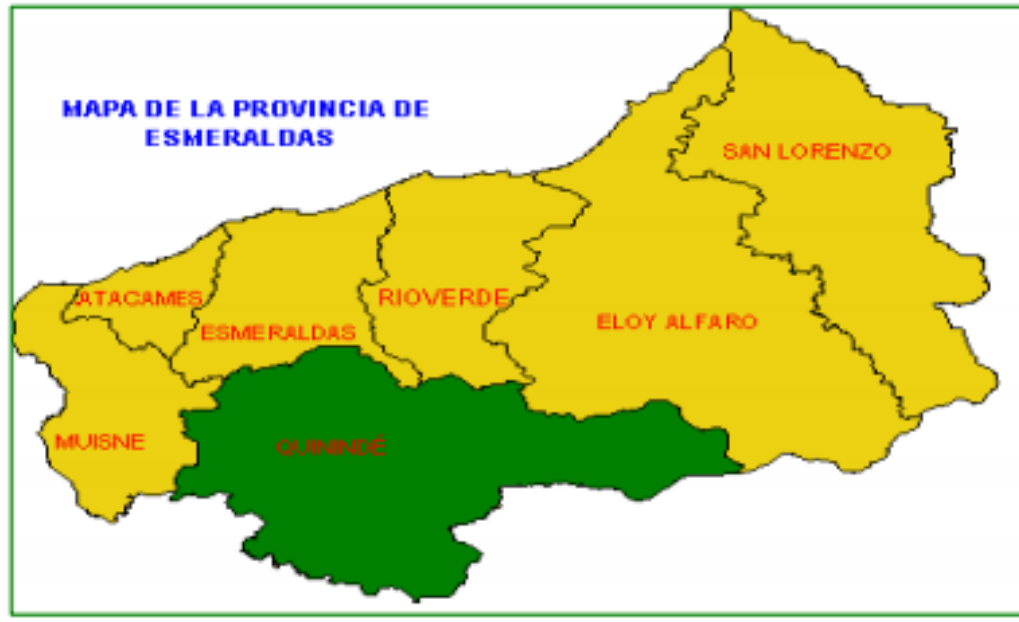 MAPA DE LA PROVINCIA DE
ESMERALDAS
SAN LORENZO
ATACAMES
RIOVERDE
ESMERALDAS
ELOY ALFARO
MUISNE
QUININDÉ